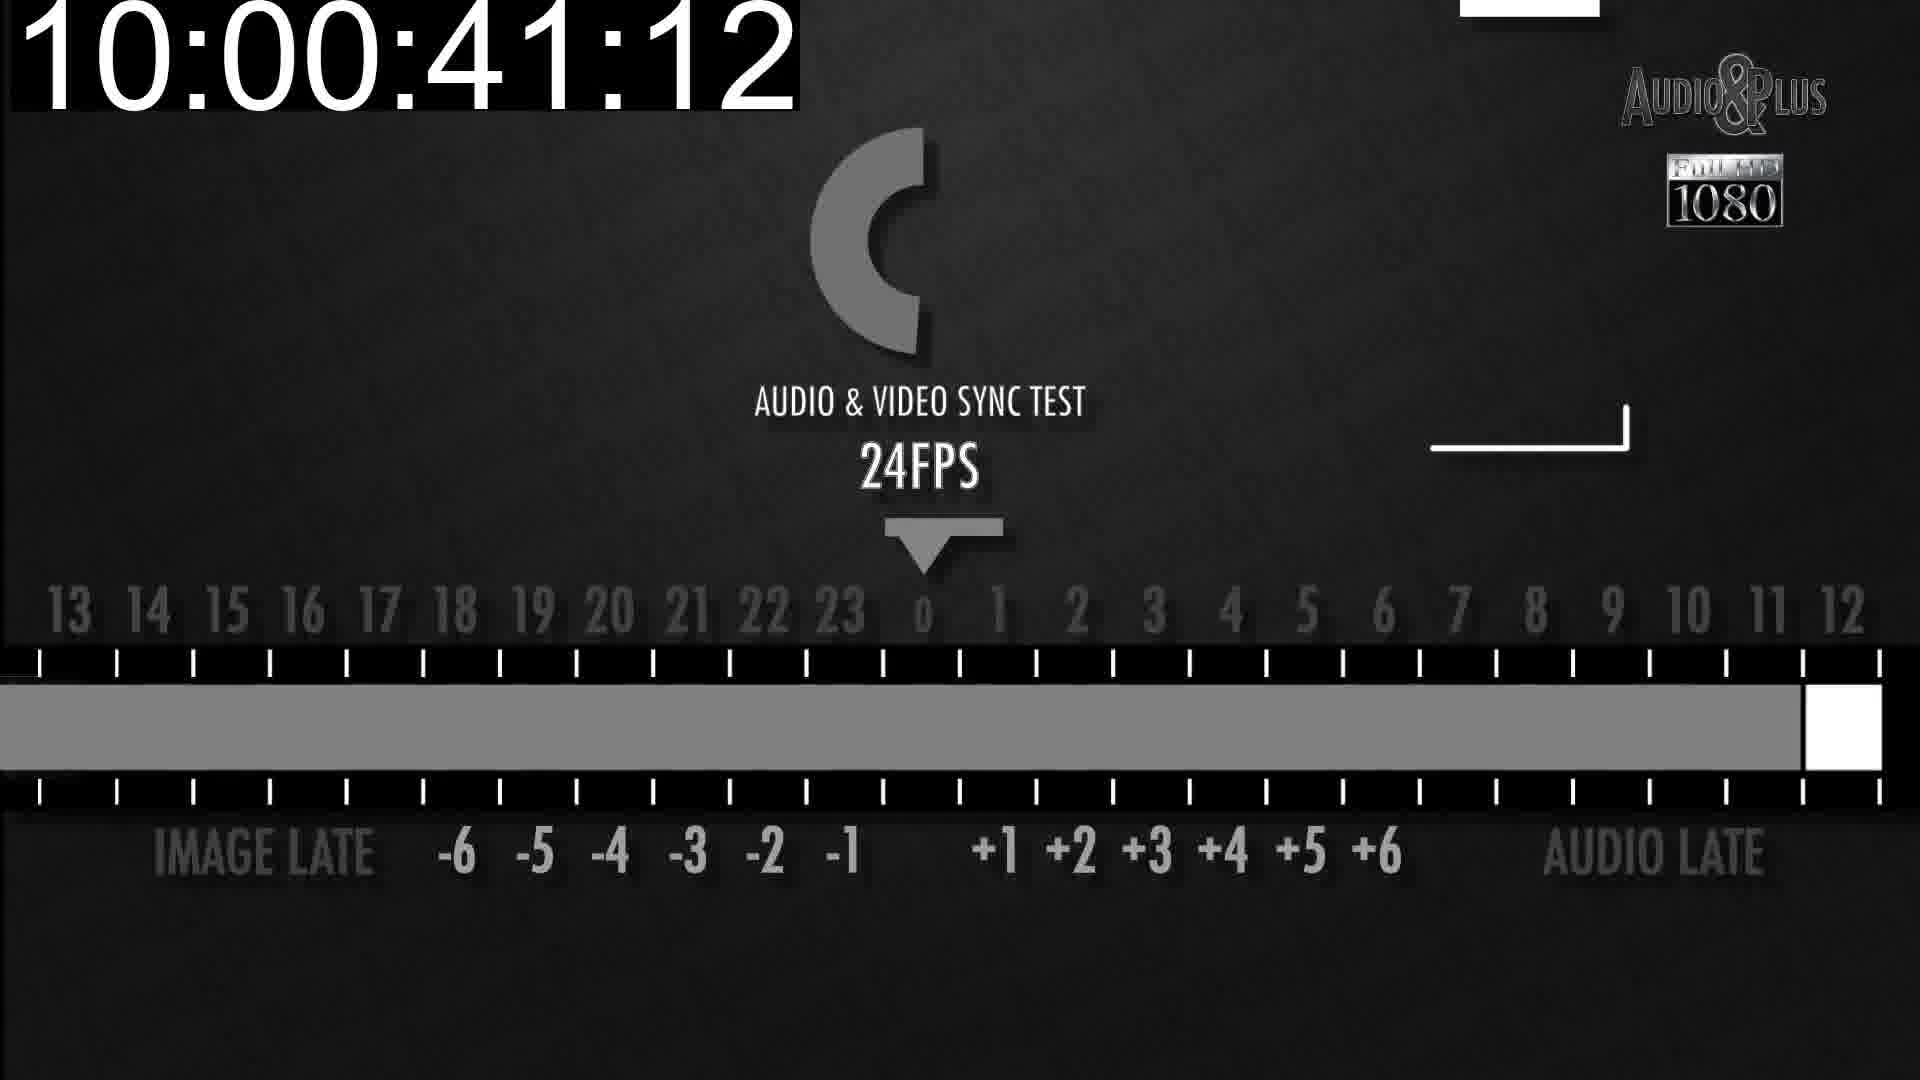 10:00:41:12
AUDIO & PLUS
Full HD
1080
AUDIO & VIDEO SYNC TEST
24FPS
13 14 15 16 17 18 19 20 21 22 23 0 1 2 3 4 5 6 7 8 9 10 11 12
IMAGE LATE -6 -5 -4 -3 -2 -1 +1 +2 +3 +4 +5 +6 AUDIO LATE